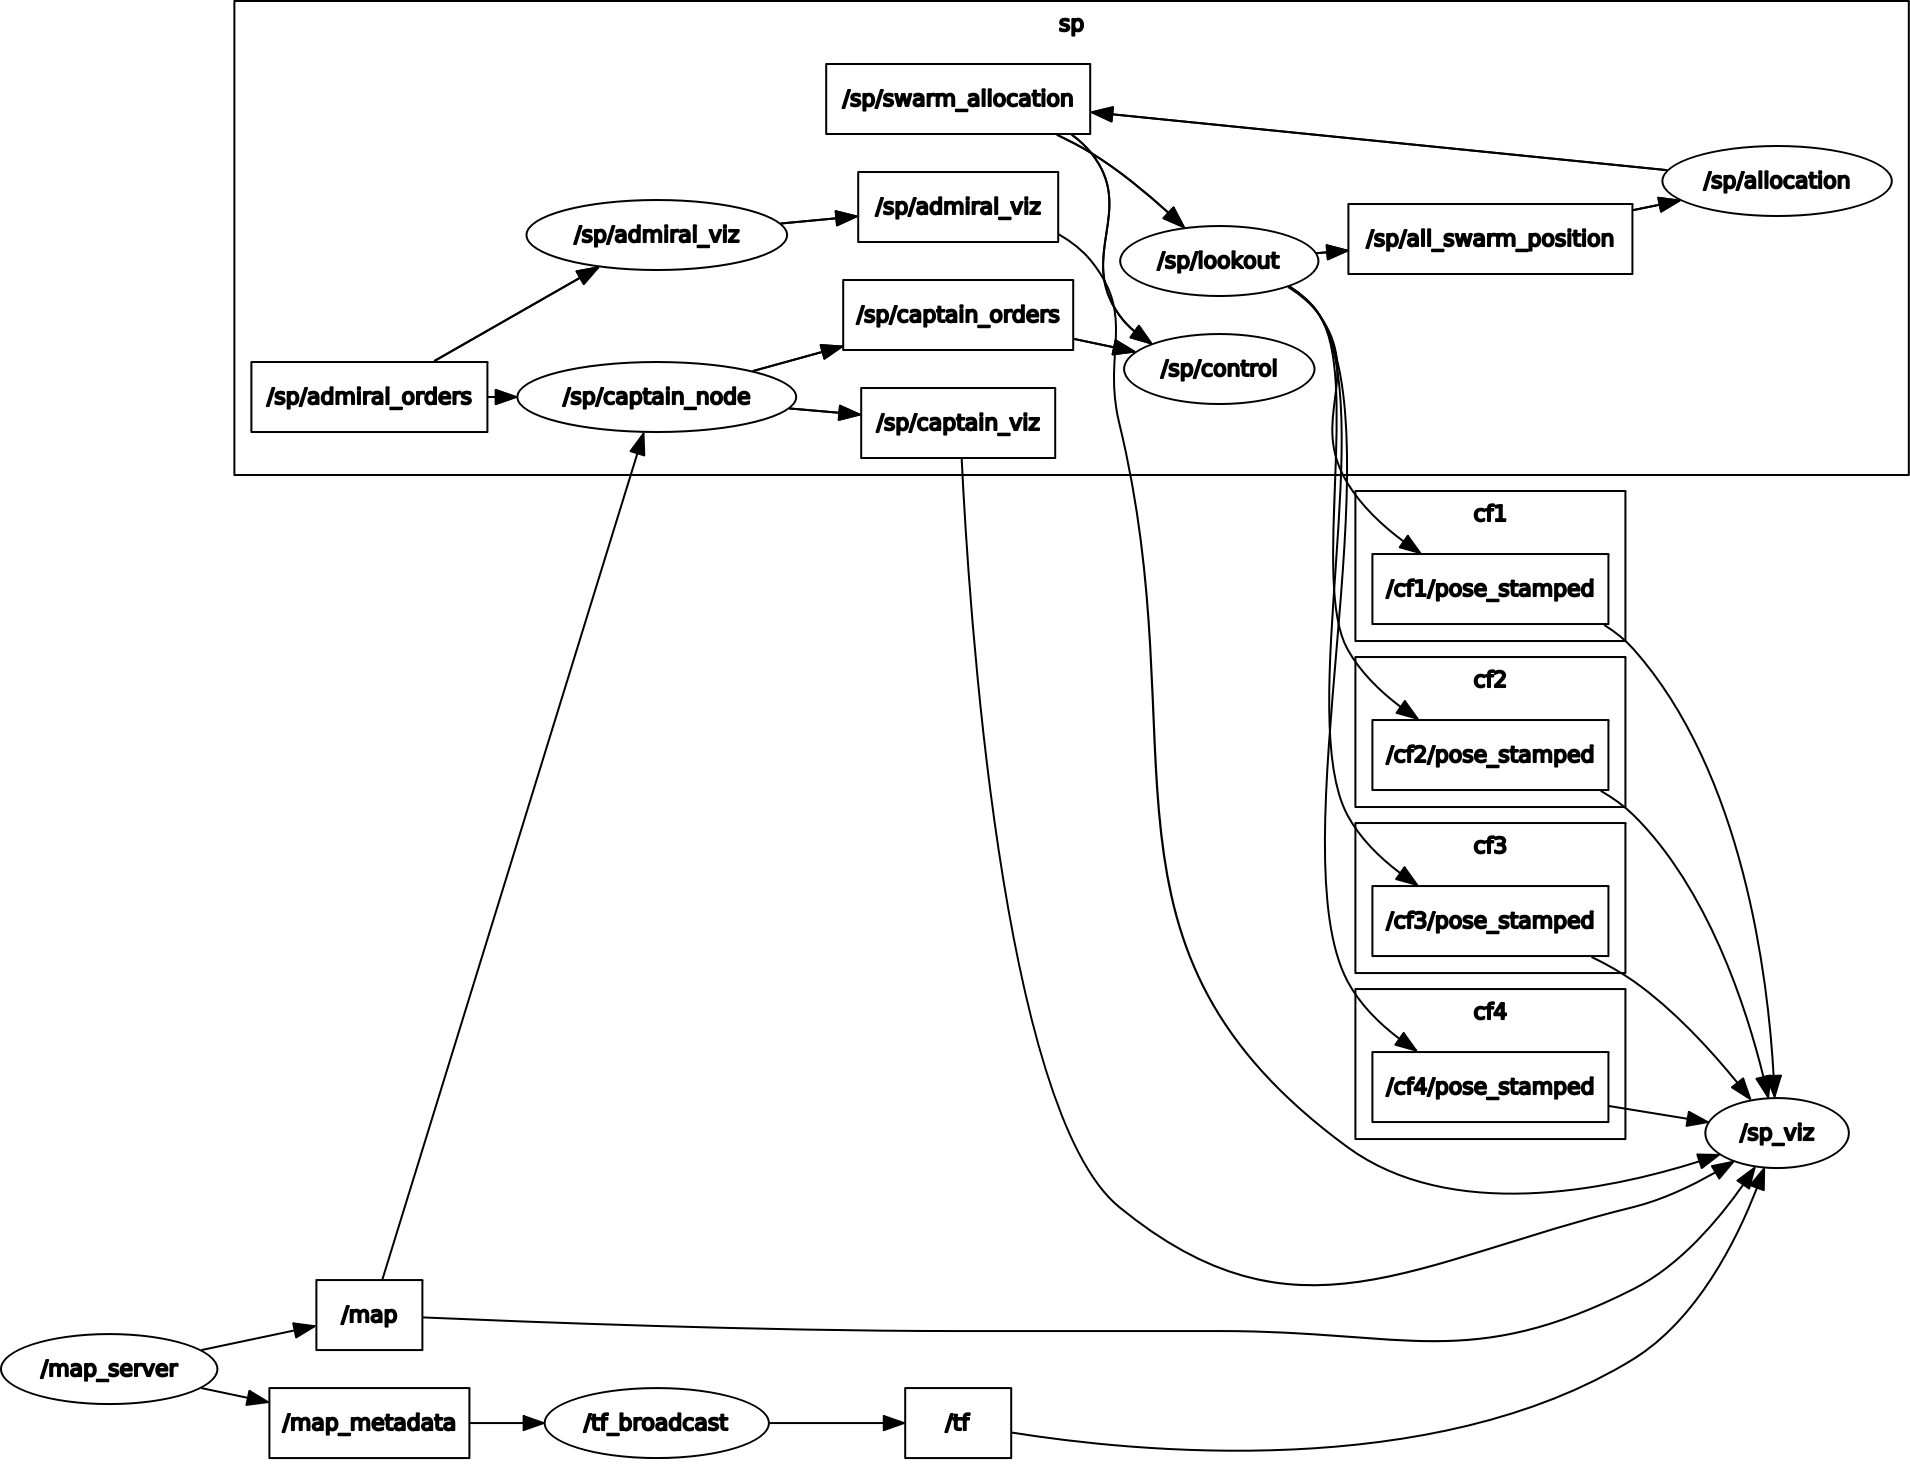 sp
/sp/swarm_allocation
/sp/allocation
/sp/admiral_viz
/sp/admiral_viz
/sp/lookout
/sp/all_swarm_position
/sp/captain_orders
/sp/control
/sp/admiral_orders
/sp/captain_node
/sp/captain_viz
cf1
/cf1/pose_stamped
cf2
/cf2/pose_stamped
cf3
/cf3/pose_stamped
cf4
/cf4/pose_stamped
/sp_viz
/map
/map_server
/map_metadata
/tf_broadcast
/tf